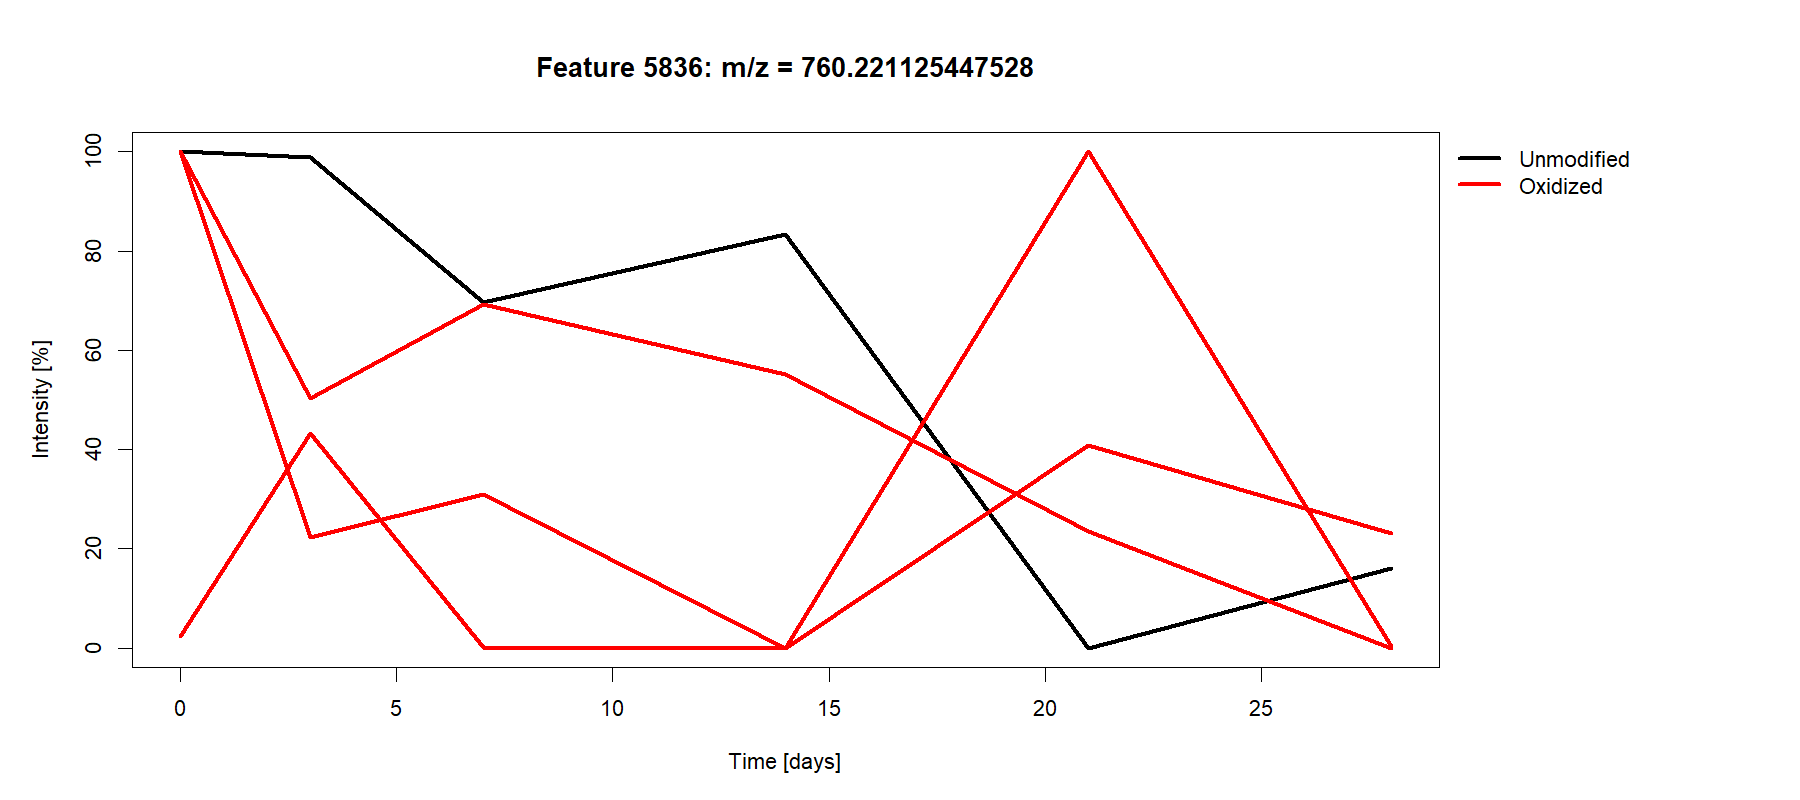 Feature 5836: m/z = 760.221125447528
Unmodified
Oxidized
Intensity [%]
100
80
60
40
20
0
0 5 10 15 20 25
Time [days]